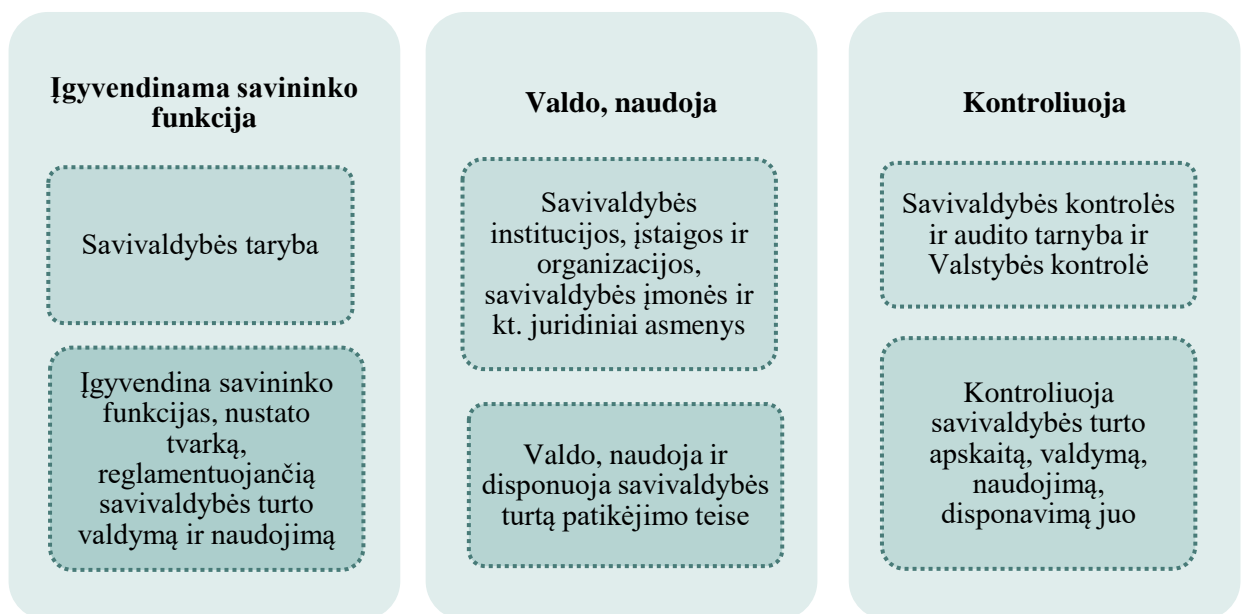 Įgyvendinama savininko
funkcija
Savivaldybės taryba
Įgyvendina savininko
funkcijas, nustato
tvarką,
reglamentuojančią
savivaldybės turto
valdymą ir naudojimą
Valdo, naudoja
Savivaldybės
institucijos, įstaigos ir
organizacijos,
savivaldybės įmonės ir
kt. juridiniai asmenys
Valdo, naudoja ir
disponuoja savivaldybės
turtą patikėjimo teise
Kontroliuoja
Savivaldybės kontrolės
ir audito tarnyba ir
Valstybės kontrolė
Kontroliuoja
savivaldybės turto
apskaitą, valdymą,
naudojimą,
disponavimą juo